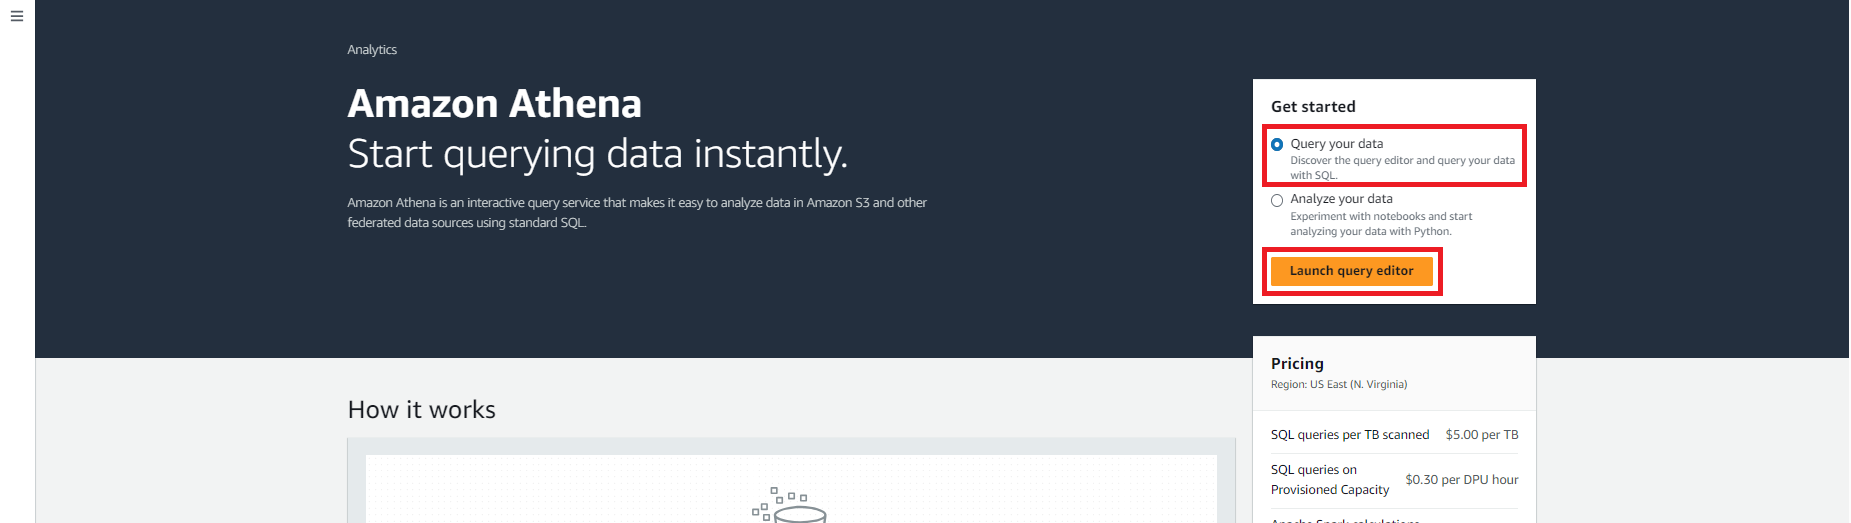 Analytics
Amazon Athena
Start querying data instantly.
Amazon Athena is an interactive query service that makes it easy to analyze data in Amazon S3 and other
federated data sources using standard SQL.
Get started
Query your data
Discover the query editor and query your data
with SQL.
Analyze your data
Experiment with notebooks and start
analyzing your data with Python.
Launch query editor
Pricing
Region: US East (N. Virginia)
How it works
SQL queries per TB scanned $5.00 per TB
SQL queries on
Provisioned Capacity $0.30 per DPU hour